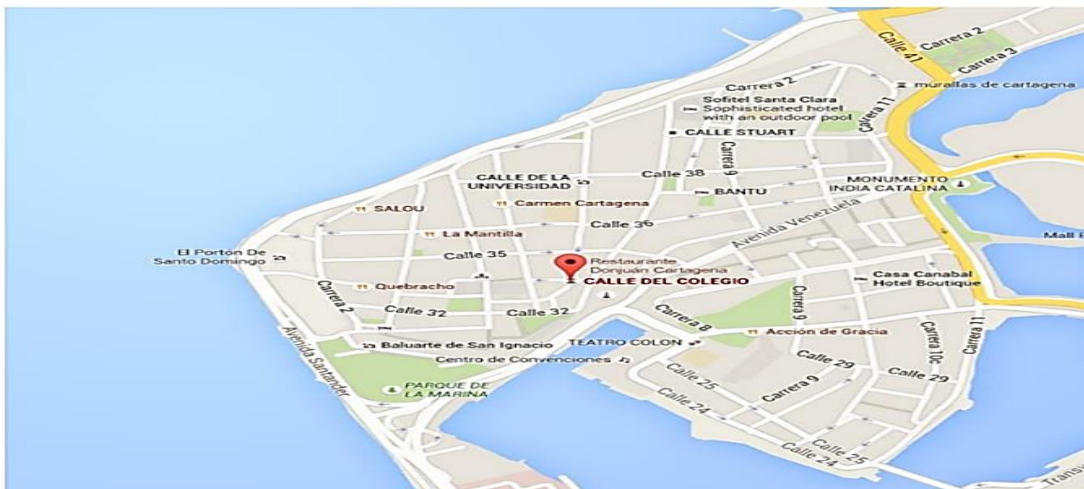 Calle 41
Carrera 2
Carrera 3
murallas de cartagena
Carrera 2
Sofitel Santa Clara
Sophisticated hotel
with an outdoor pool
Carrera 11
CALLE STUART
Carrera 9
CALLE DE LA
UNIVERSIDAD
Calle 38
BANTÚ
MONUMENTO
INDIA CATALINA
SALOU
Carmen Cartagena
Calle 36
Avenida Venezuela
La Mantilla
Mall
El Portón De
Santo Domingo
Calle 35
Restaurante
Donjuán Cartagena
CALLE DEL COLEGIO
Casa Canabal
Hotel Boutique
Quebracho
Carrera 2
Calle 32
Calle 32
Carrera 8
Carrera 9
Acción de Gracia
Carrera 10c
Carrera 11
Avenida Santander
Baluarte de San Ignacio
TEATRO COLON
Centro de Convenciones
PARQUE DE
LA MARINA
Calle 25
Carrera 9
Calle 29
Calle 29
Calle 24
Calle 24
Calle 25